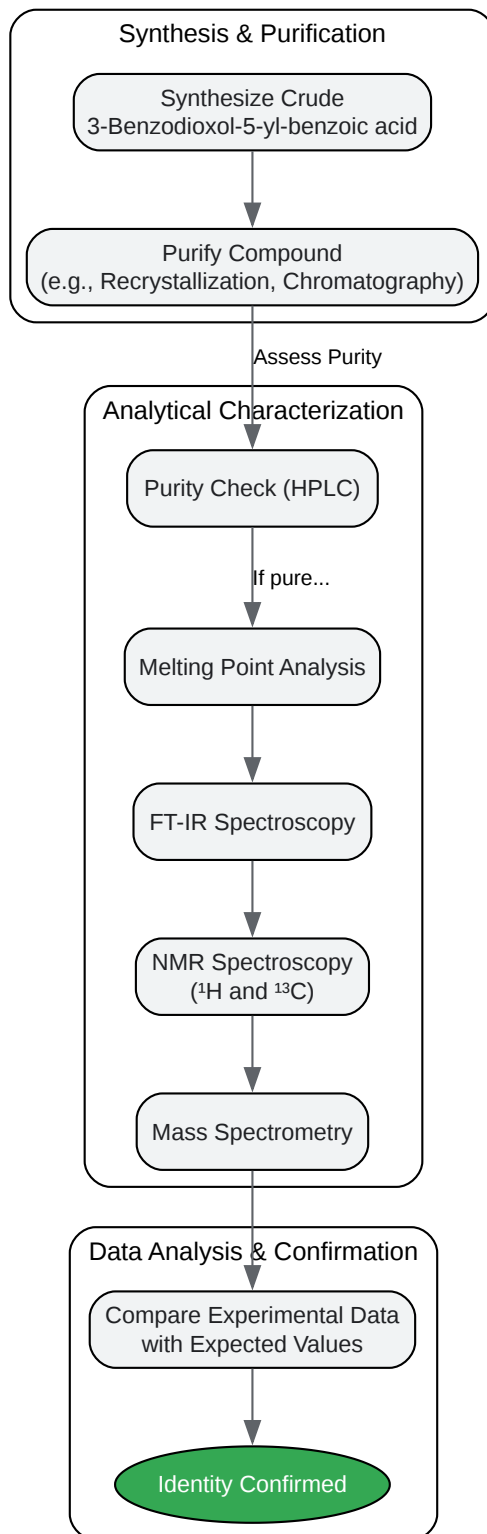 Synthesis & Purification
Synthesize Crude
3-Benzodioxol-5-yl-benzoic acid
Purify Compound
(e.g., Recrystallization, Chromatography)
Assess Purity
Analytical Characterization
Purity Check (HPLC)
If pure...
Melting Point Analysis
FT-IR Spectroscopy
NMR Spectroscopy
(¹H and ¹³C)
Mass Spectrometry
Data Analysis & Confirmation
Compare Experimental Data
with Expected Values
Identity Confirmed